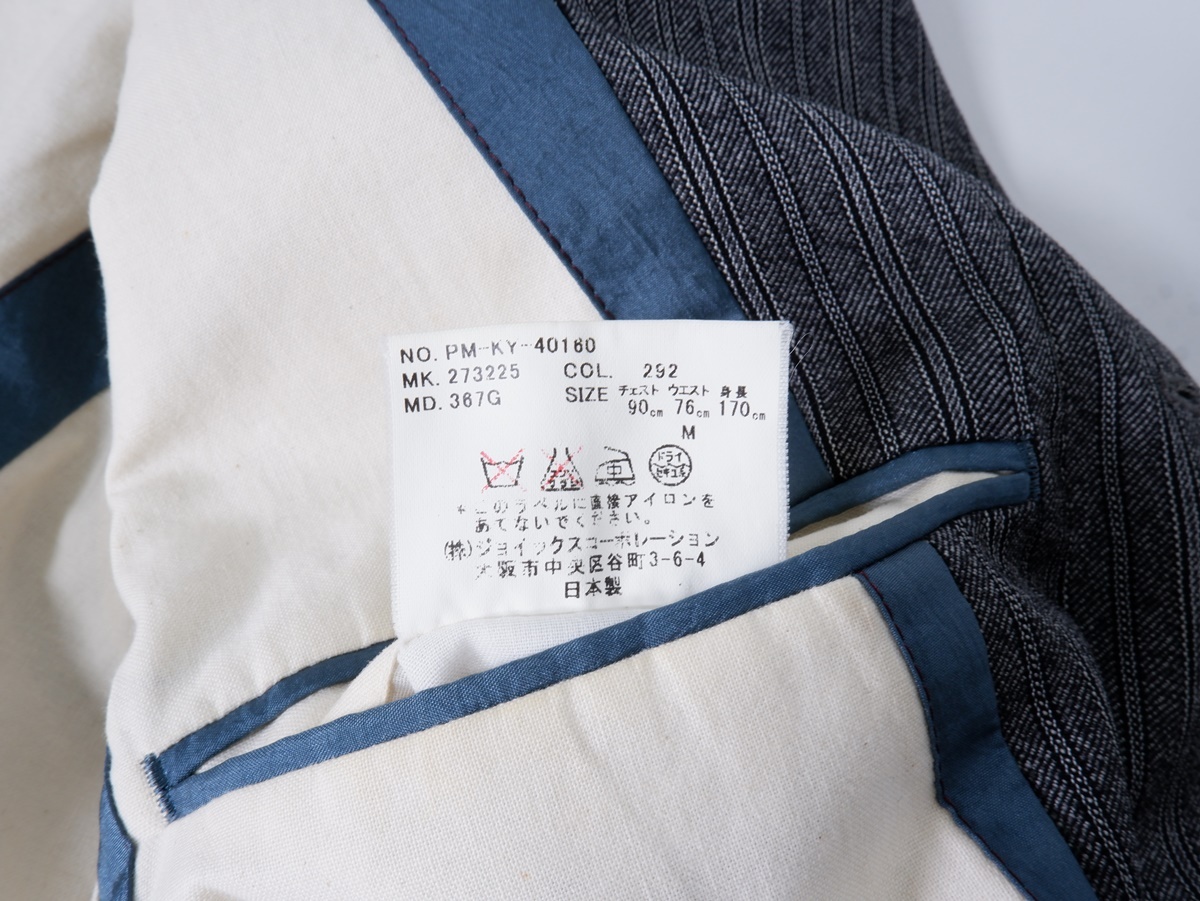 NO. PM-KY-40160
MK. 273225 COL. 292
MD. 367G SIZE チェスト ウエスト 身長
90cm 76cm 170cm
M
ドライ
セキユ系
*このラベルに直接アイロンを
あてないでください。
(株)ジョイックスコーポレーション
大阪市中央区谷町3-6-4
日本製